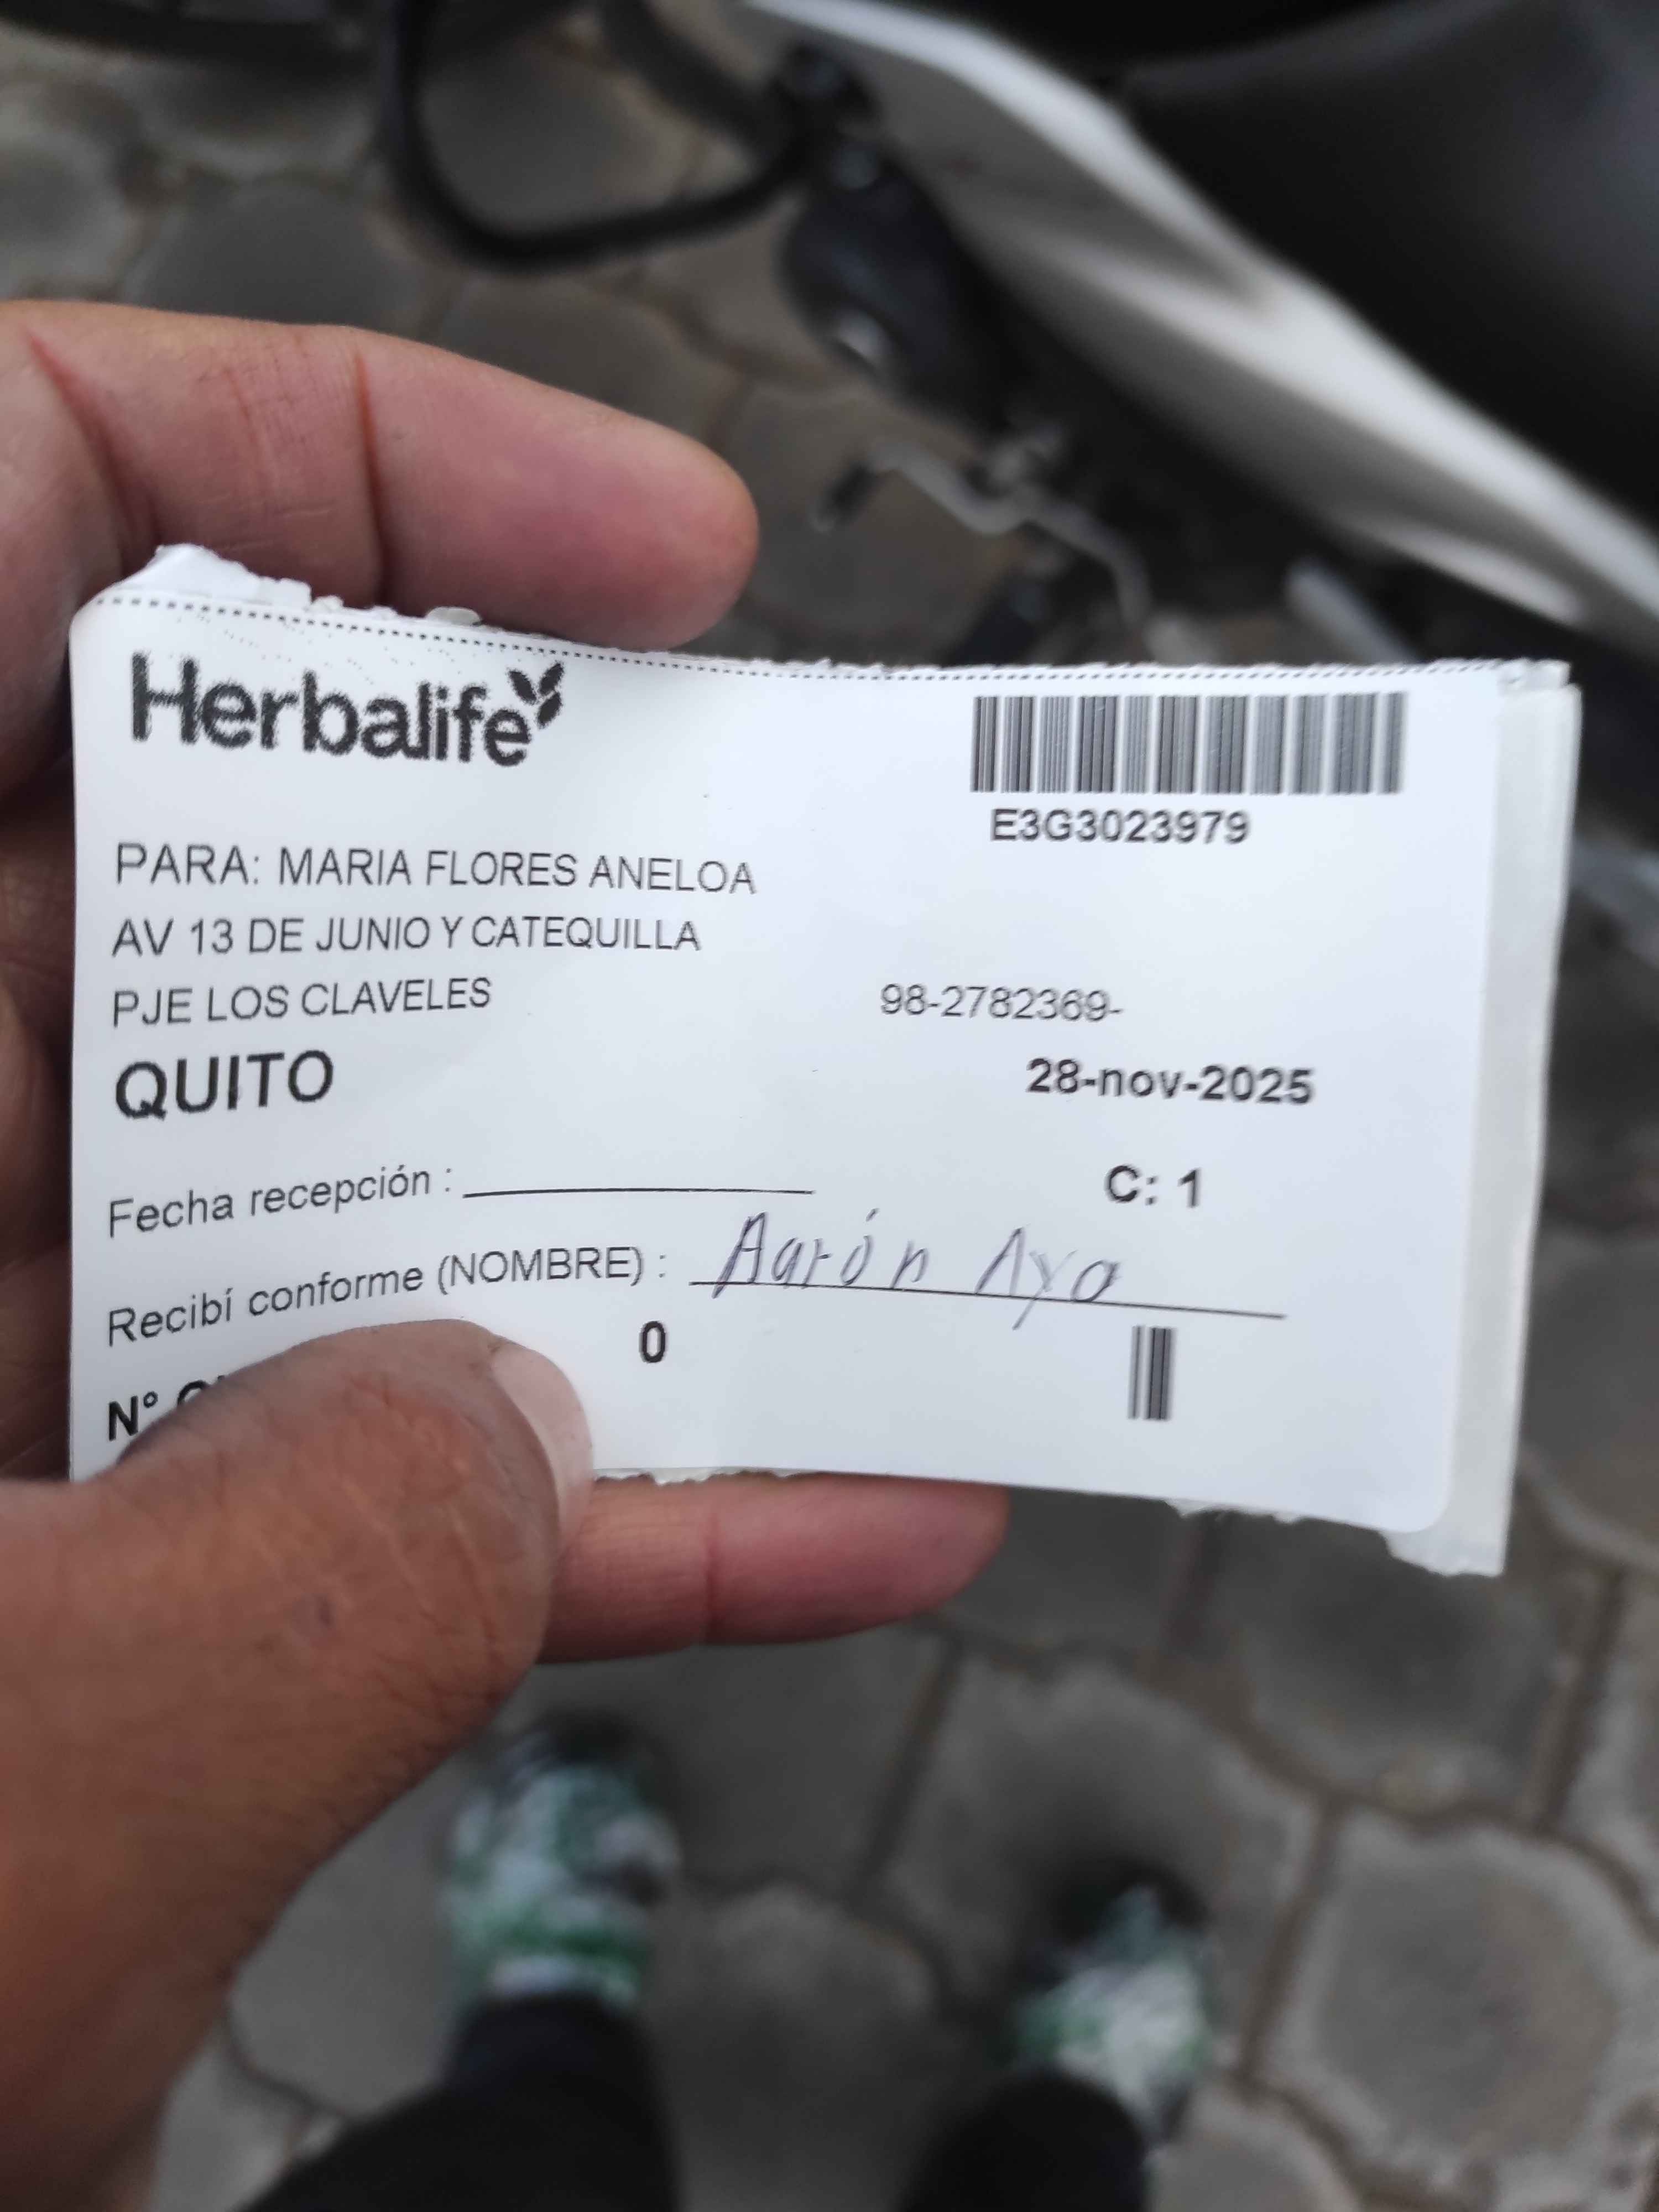 Herbalife
E3G3023979
PARA: MARIA FLORES ANELOA
AV 13 DE JUNIO Y CATEQUILLA
PJE LOS CLAVELES
98-2782369-
QUITO
28-nov-2025
Fecha recepción :
C: 1
Recibí conforme (NOMBRE) : Aarón Aya
0
N°